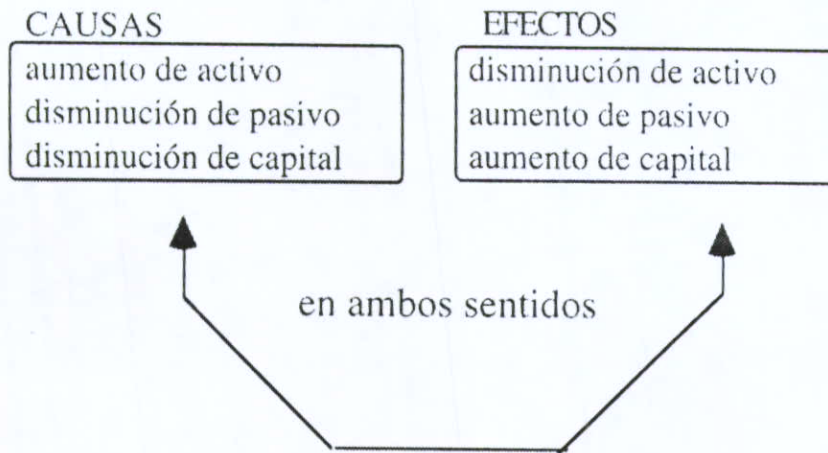 CAUSAS
aumento de activo
disminución de pasivo
disminución de capital
EFECTOS
disminución de activo
aumento de pasivo
aumento de capital
en ambos sentidos